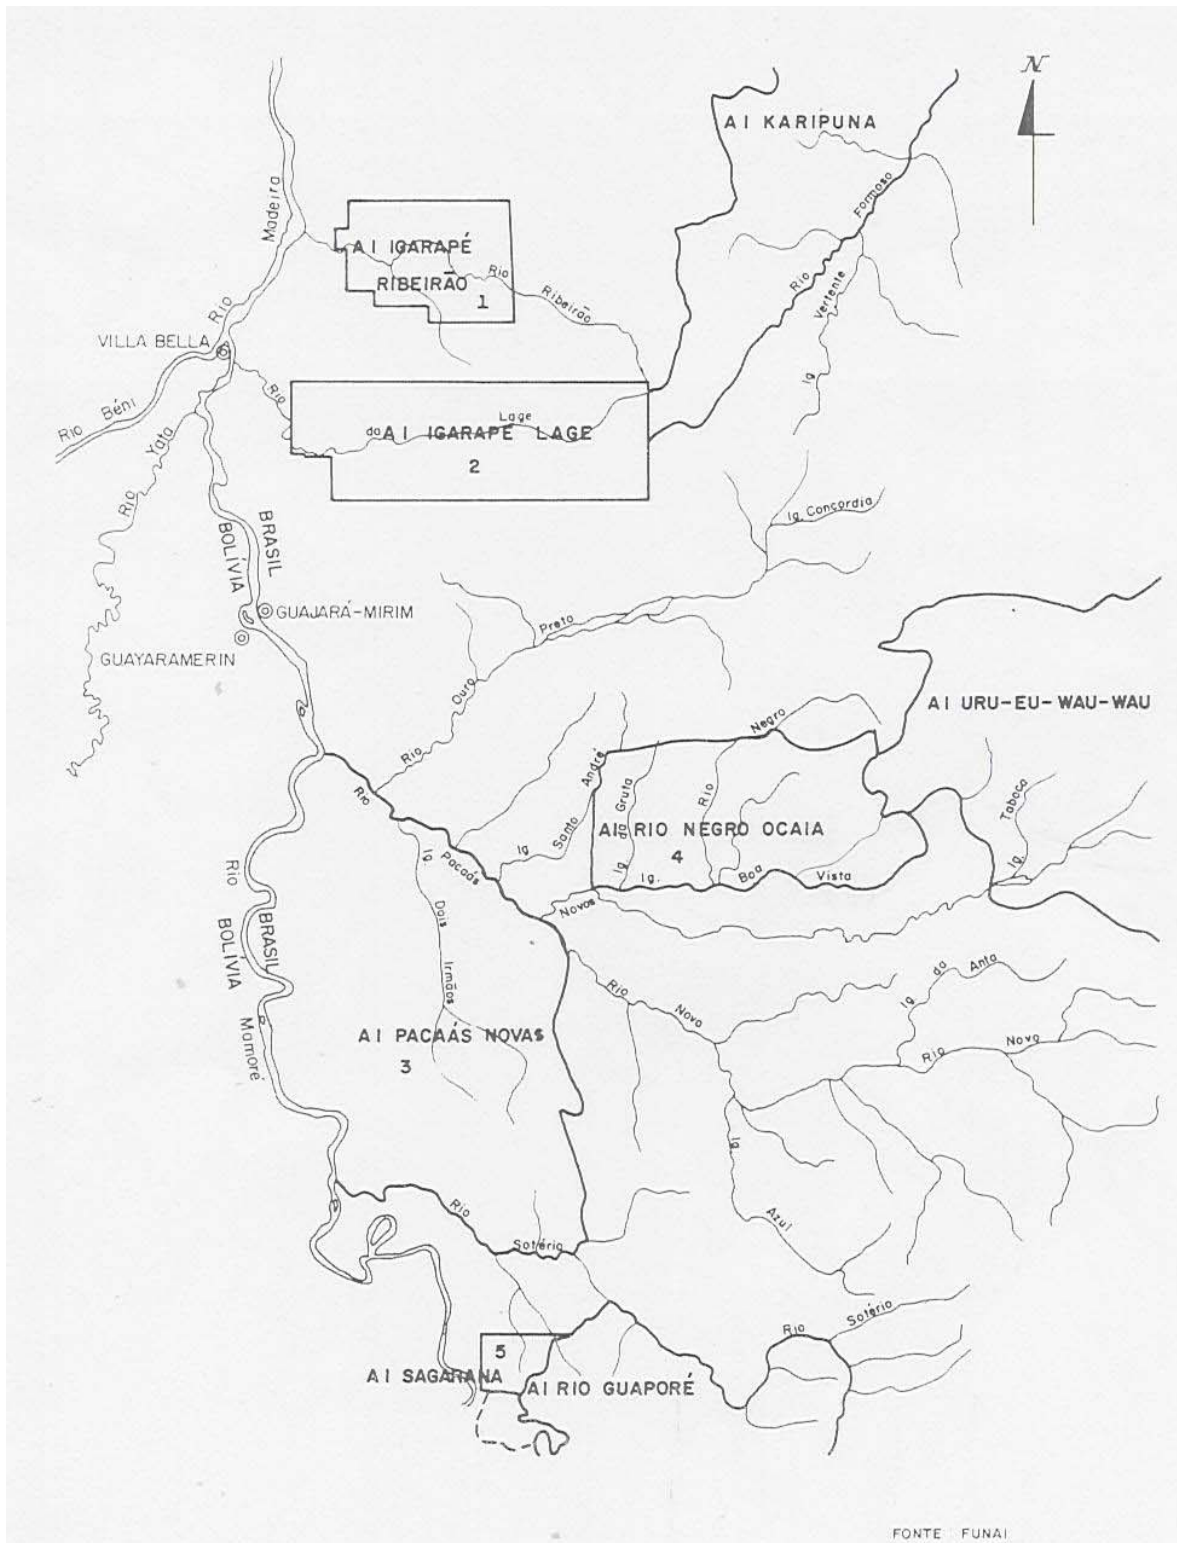 N
A I KARIPUNA
Madeira
Formoso
A I IGARAPÉ
Rio
RIBEIRÃO
1
Ribeirão
Rio
Vertente
Rio
VILLA BELLA
Ig
Rio
Rio Béni
Lage
da A I IGARAPÉ LAGE
2
Rio Yata
Ig Concordia
BRASIL
BOLÍVIA
GUAJARÁ-MIRIM
Preto
GUAYARAMERIN
Ouro
A I URU-EU-WAU-WAU
Negro
Rio
André
Rio
Ig da Gruta
Rio
Taboca
Ig Santo
A I RIO NEGRO OCAIA
4
Ig.
Pacaás
Ig.
Rio
Ig. Boa Vista
Novos
Dois
BRASIL
BOLÍVIA
Irmãos
Rio Novo
Ig da Anta
Mamoré
A I PACAÁS NOVAS
3
Rio Novo
Ig.
Rio
Azul
Sotério
Rio Sotério
5
A I SAGARANA
A I RIO GUAPORÉ
FONTE FUNAI